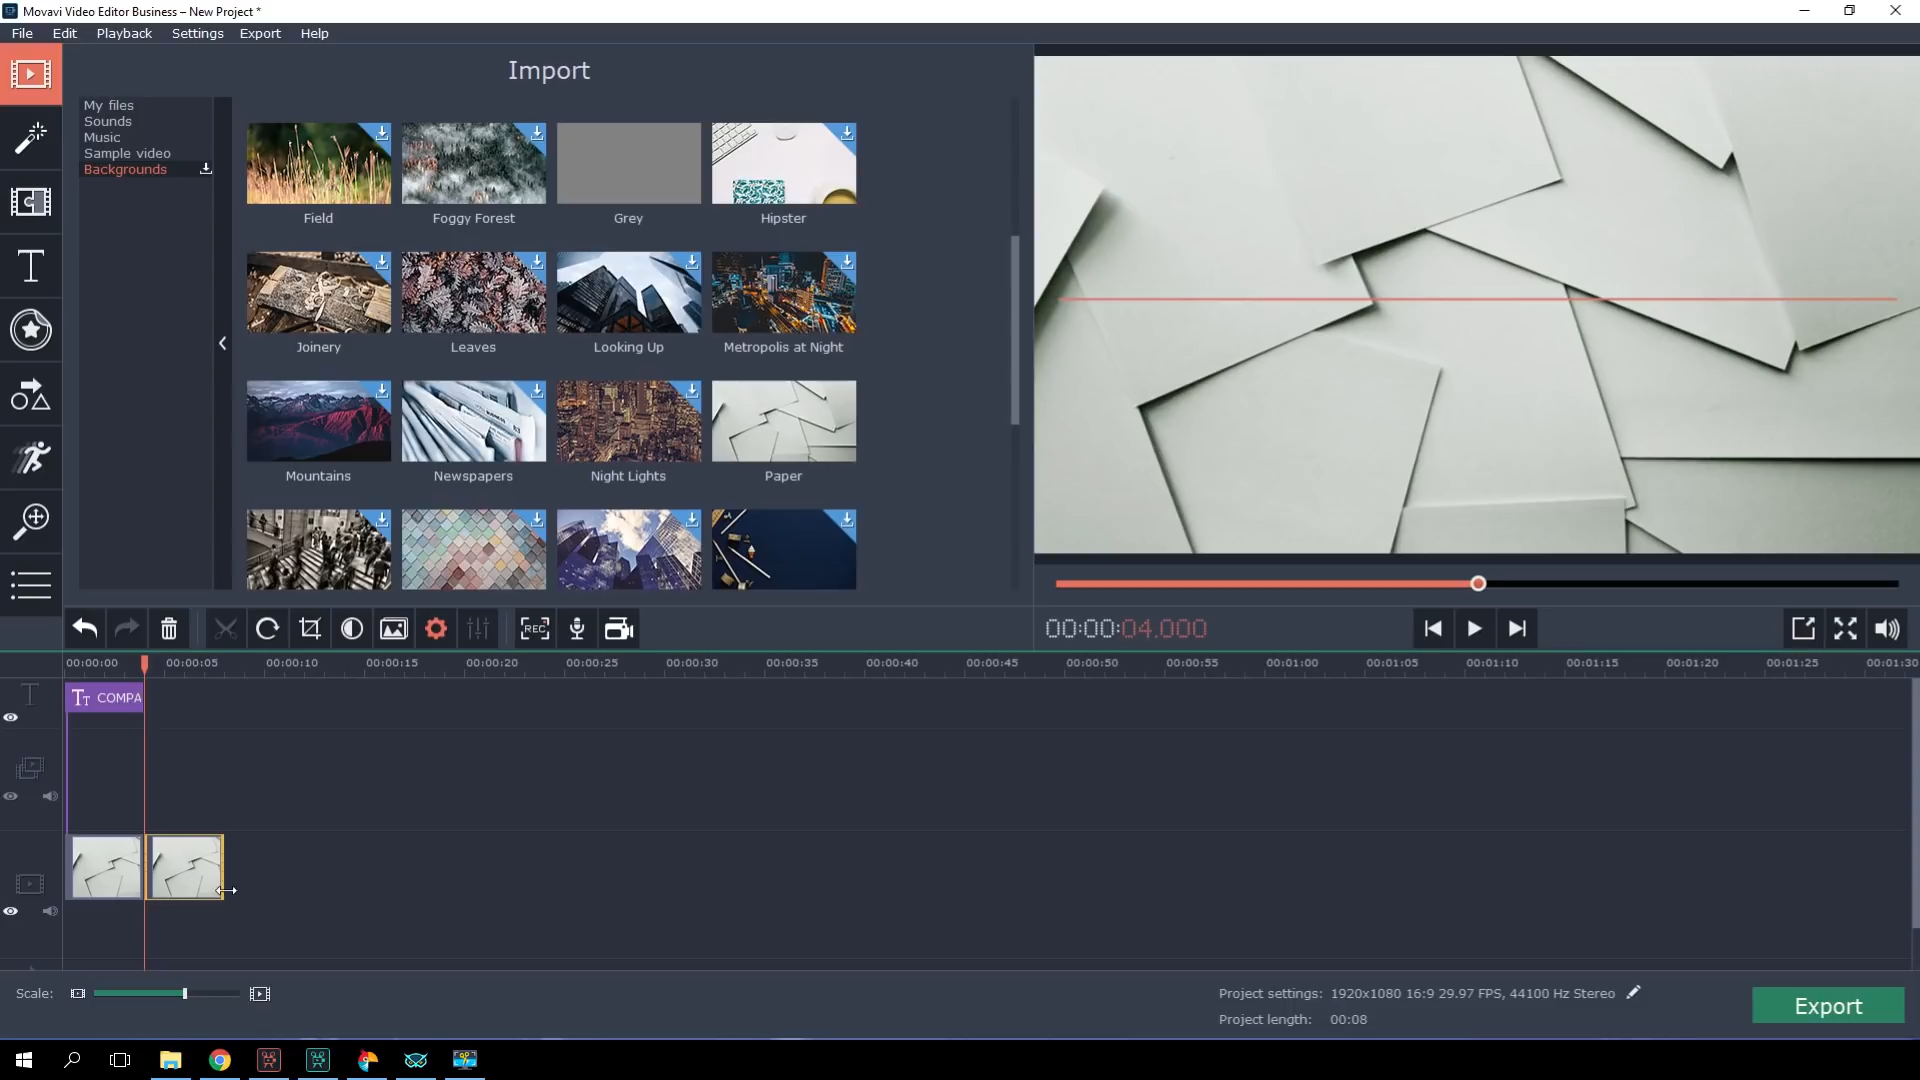 Movavi Video Editor Business – New Project *
File Edit Playback Settings Export Help
Import
My files
Sounds
Music
Sample video
Backgrounds
Field Foggy Forest Grey Hipster
Joinery Leaves Looking Up Metropolis at Night
Mountains Newspapers Night Lights Paper
REC
00:00:04.000
00:00:00 00:00:05 00:00:10 00:00:15 00:00:20 00:00:25 00:00:30 00:00:35 00:00:40 00:00:45 00:00:50 00:00:55 00:01:00 00:01:05 00:01:10 00:01:15 00:01:20 00:01:25 00:01:30
COMPA
Scale:
Project settings: 1920x1080 16:9 29.97 FPS, 44100 Hz Stereo
Project length: 00:08
Export